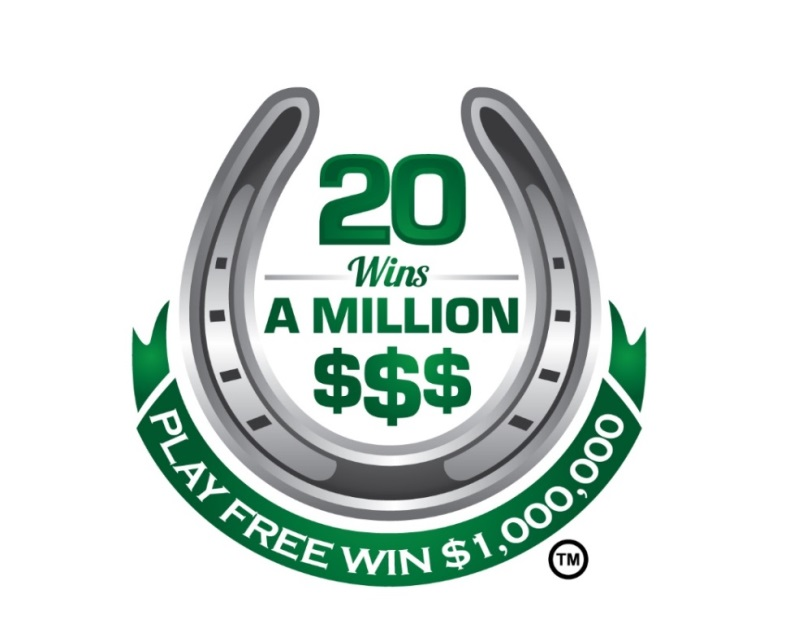 20
Wins
A MILLION
$$$
PLAY FREE WIN $1,000,000
TM